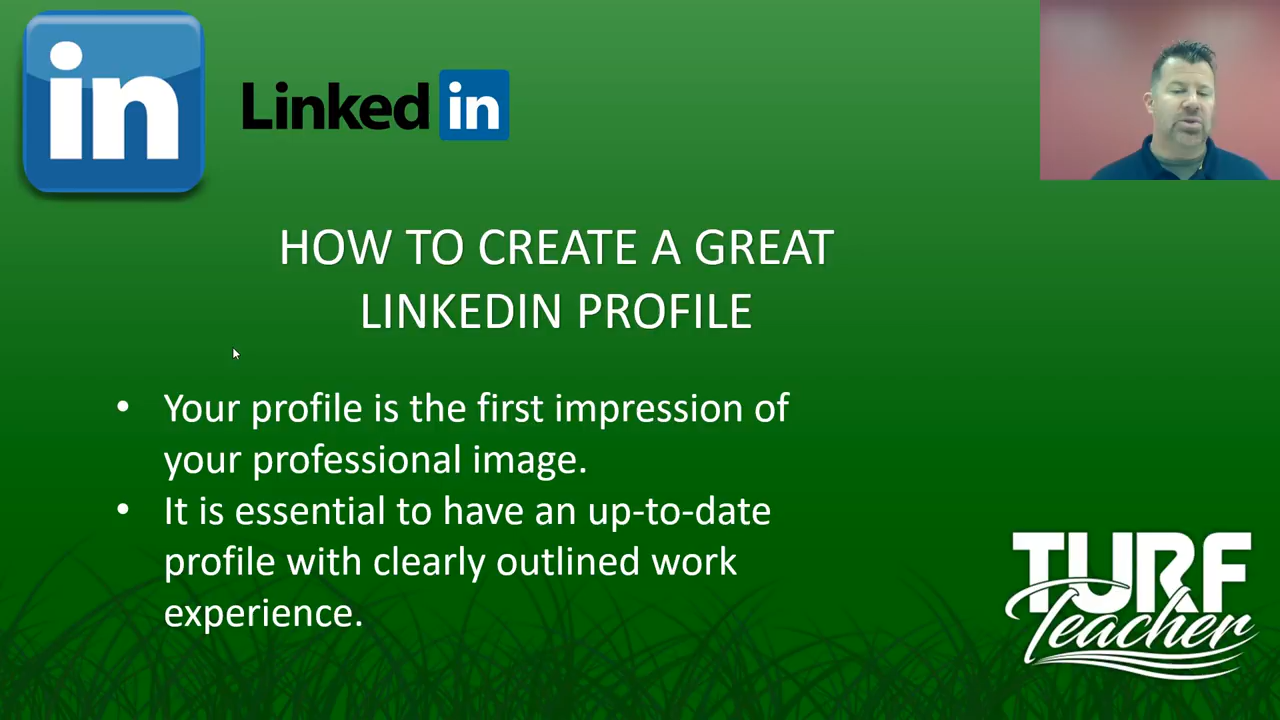 in
Linked in
HOW TO CREATE A GREAT
LINKEDIN PROFILE
• Your profile is the first impression of
your professional image.
• It is essential to have an up-to-date
profile with clearly outlined work
experience.
TURF
Teacher